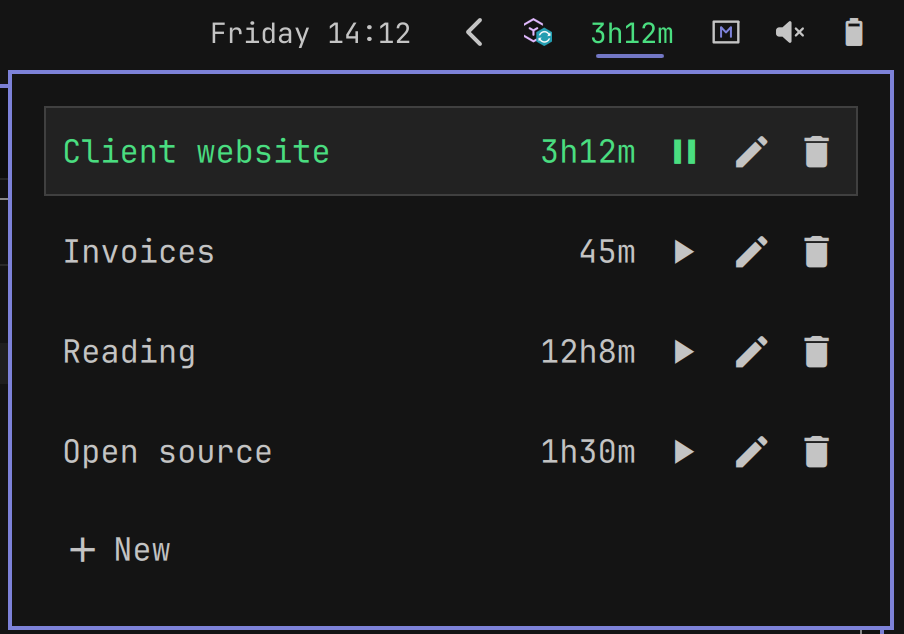 Friday 14:12 3h12m M
Client website 3h12m
Invoices 45m
Reading 12h8m
Open source 1h30m
+ New